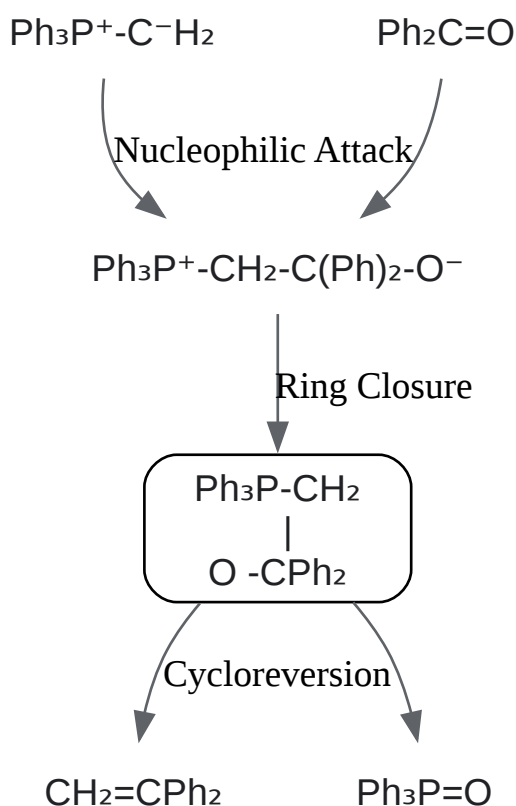 Ph₃P⁺-C⁻H₂
Ph₂C=O
Nucleophilic Attack
Ph₃P⁺-CH₂-C(Ph)₂-O⁻
Ring Closure
Ph₃P-CH₂
|
O -CPh₂
Cycloreversion
CH₂=CPh₂
Ph₃P=O